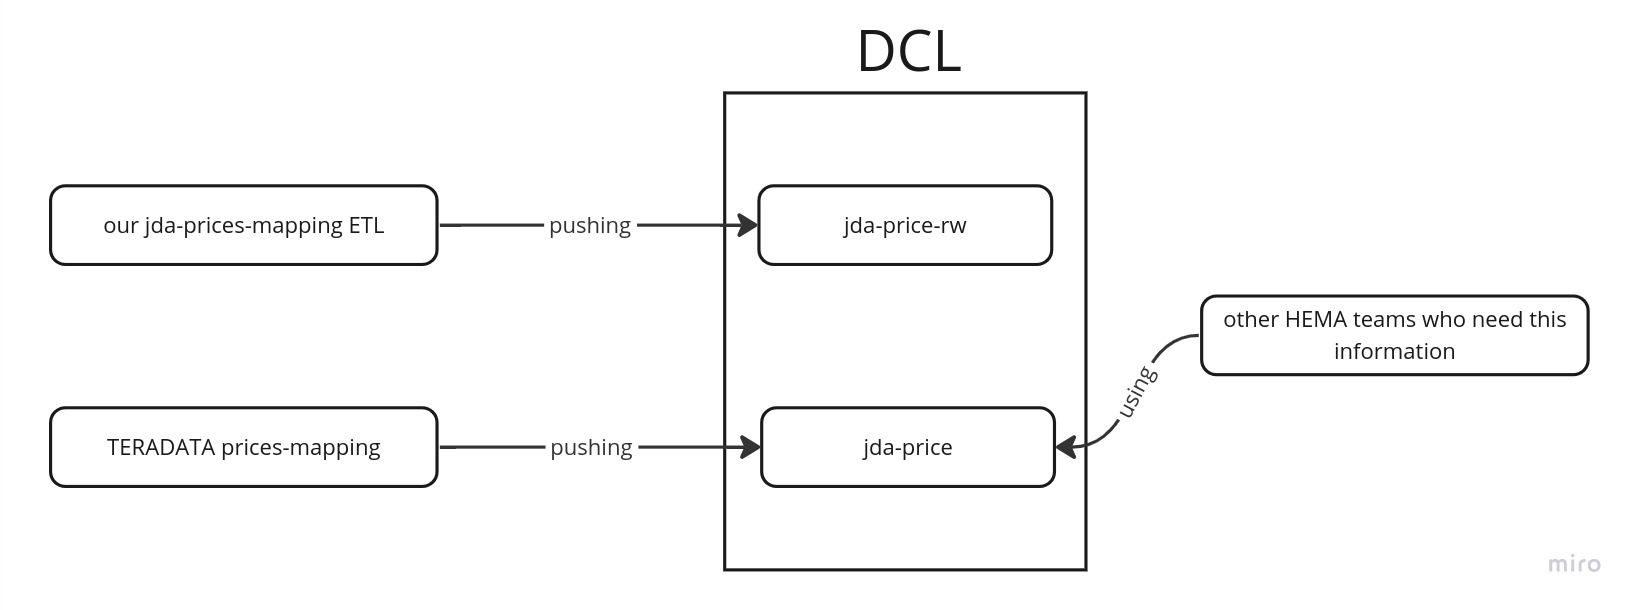 DCL
our jda-prices-mapping ETL
pushing
jda-price-rw
other HEMA teams who need this
information
using
TERADATA prices-mapping
pushing
jda-price
miro